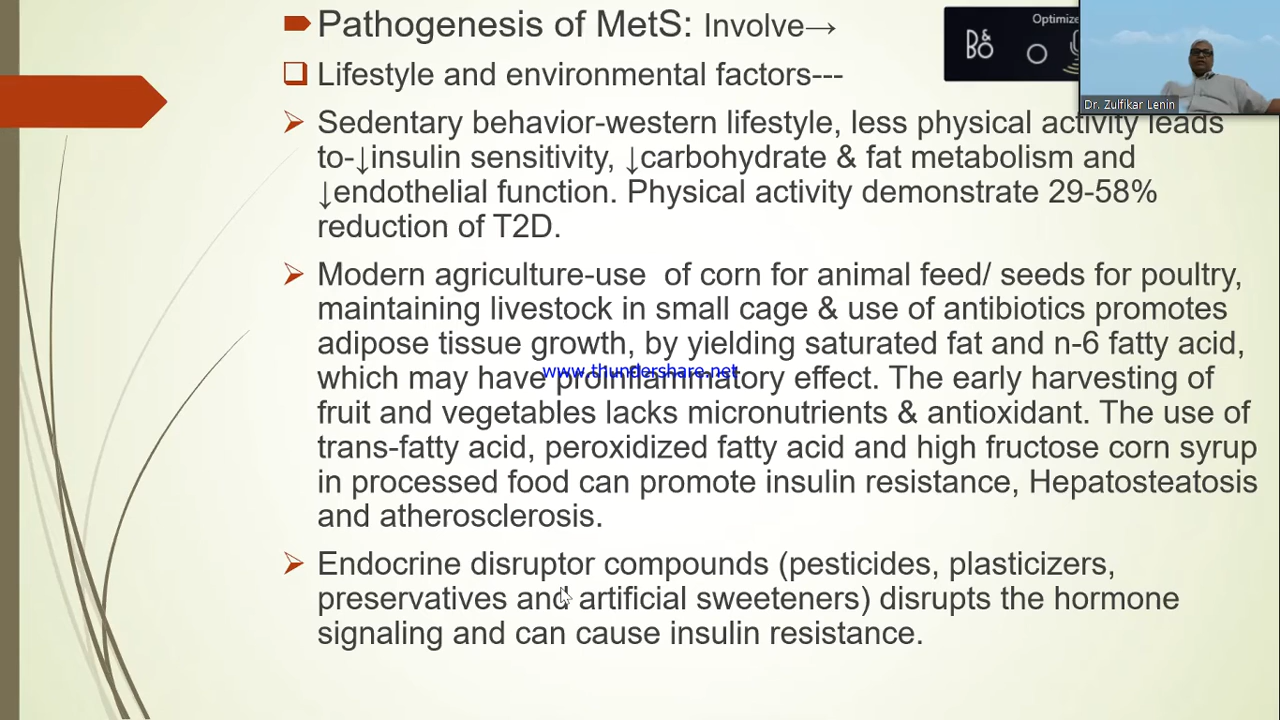 Pathogenesis of MetS: Involve→
Optimize
B&O
Dr. Zulfikar Lenin
Lifestyle and environmental factors---
Sedentary behavior-western lifestyle, less physical activity leads
to-↓insulin sensitivity, ↓carbohydrate & fat metabolism and
↓endothelial function. Physical activity demonstrate 29-58%
reduction of T2D.
Modern agriculture-use  of corn for animal feed/ seeds for poultry,
maintaining livestock in small cage & use of antibiotics promotes
adipose tissue growth, by yielding saturated fat and n-6 fatty acid,
www.thundershare.net
which may have proinflammatory effect. The early harvesting of
fruit and vegetables lacks micronutrients & antioxidant. The use of
trans-fatty acid, peroxidized fatty acid and high fructose corn syrup
in processed food can promote insulin resistance, Hepatosteatosis
and atherosclerosis.
Endocrine disruptor compounds (pesticides, plasticizers,
preservatives and artificial sweeteners) disrupts the hormone
signaling and can cause insulin resistance.